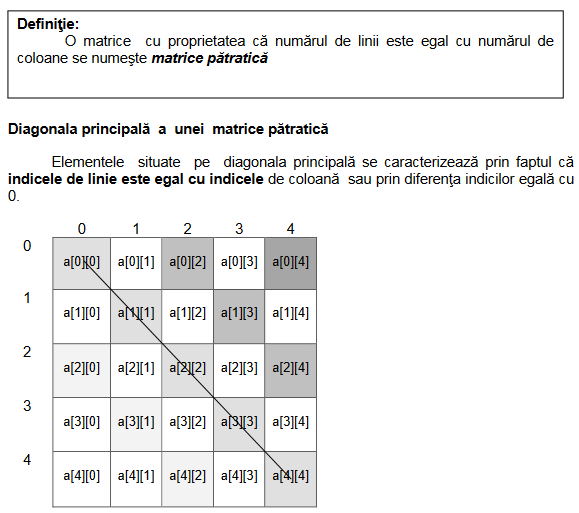 Definiţie:
O matrice cu proprietatea că numărul de linii este egal cu numărul de
coloane se numeşte matrice pătratică
Diagonala principală a unei matrice pătratică
Elementele situate pe diagonala principală se caracterizează prin faptul că
indicele de linie este egal cu indicele de coloană sau prin diferenţa indicilor egală cu
0.
0 1 2 3 4
0 a[0][0] a[0][1] a[0][2] a[0][3] a[0][4]
1 a[1][0] a[1][1] a[1][2] a[1][3] a[1][4]
2 a[2][0] a[2][1] a[2][2] a[2][3] a[2][4]
3 a[3][0] a[3][1] a[3][2] a[3][3] a[3][4]
4 a[4][0] a[4][1] a[4][2] a[4][3] a[4][4]